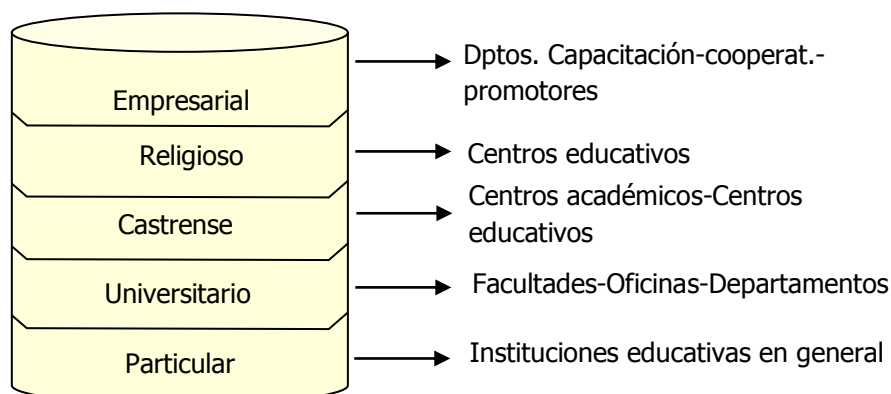 Empresarial
Dptos. Capacitación-cooperat.-
promotores
Religioso
Centros educativos
Castrense
Centros académicos-Centros
educativos
Universitario
Facultades-Oficinas-Departamentos
Particular
Instituciones educativas en general